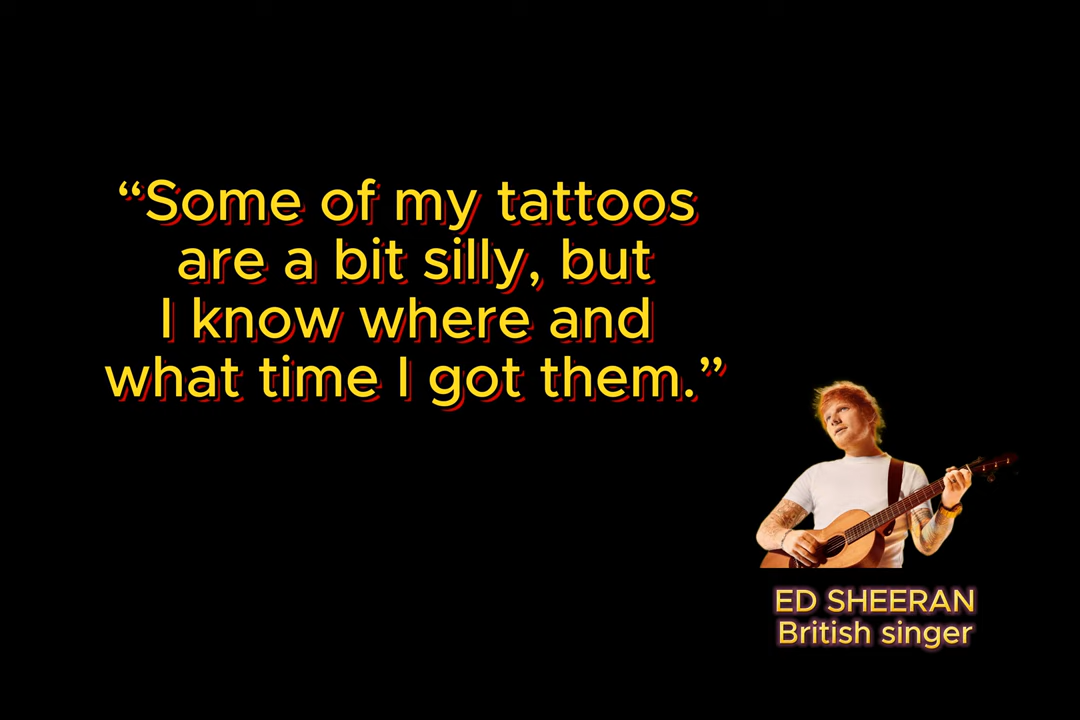 “Some of my tattoos
are a bit silly, but
I know where and
what time I got them.”
ED SHEERAN
British singer